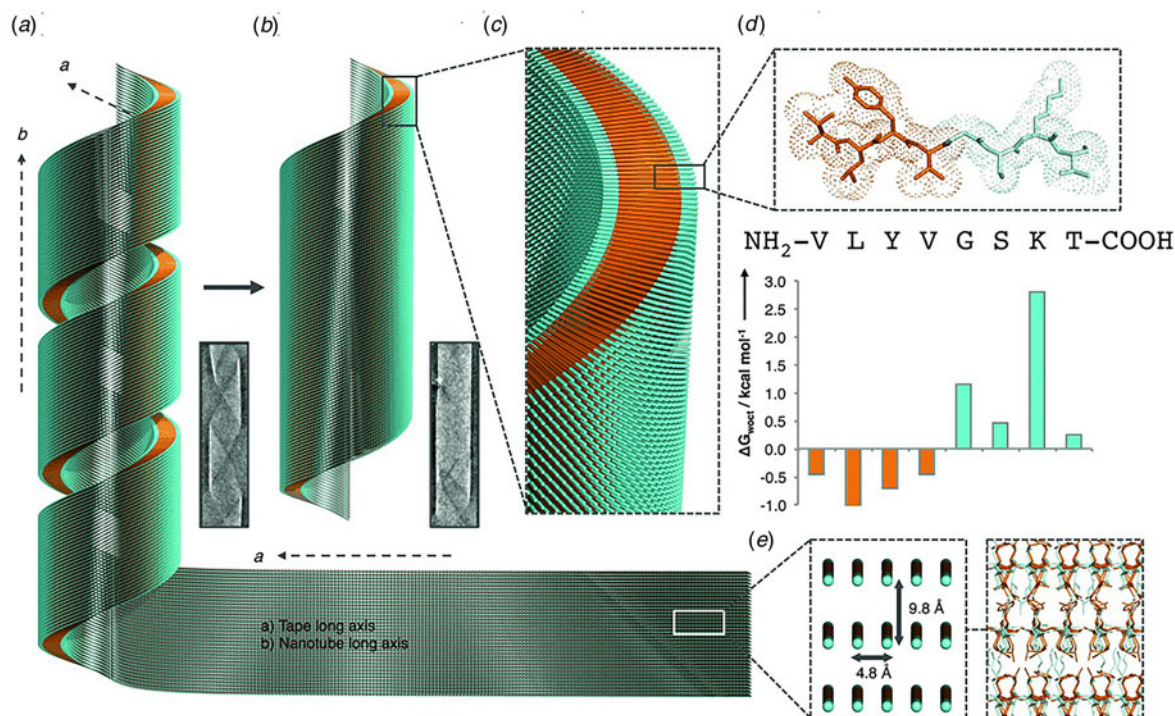 (a)
(b)
(c)
(d)
a
b
NH₂-V L Y V G S K T-COOH
ΔG_woct / kcal mol⁻¹
3.0
2.5
2.0
1.5
1.0
0.5
0.0
-0.5
-1.0
a
(e)
a) Tape long axis
b) Nanotube long axis
9.8 Å
4.8 Å